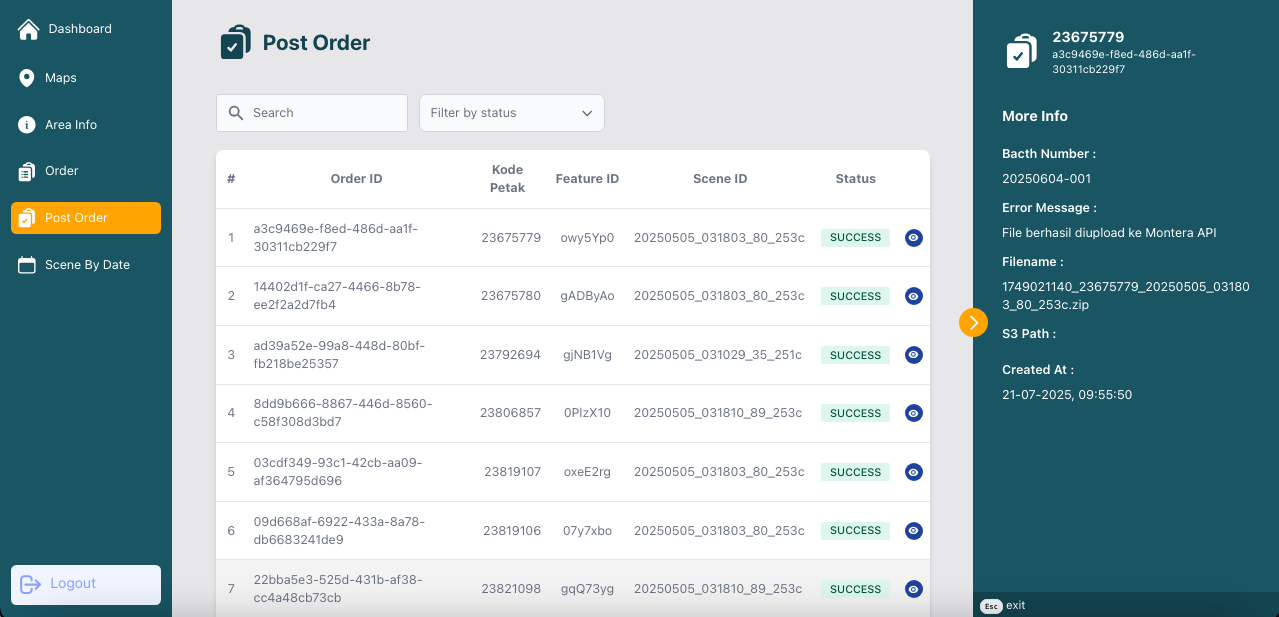 Dashboard
Maps
Area Info
Order
Post Order
Scene By Date
Logout
Post Order
Search
Filter by status
# Order ID Kode Petak Feature ID Scene ID Status
1 a3c9469e-f8ed-486d-aa1f-30311cb229f7 23675779 owy5Yp0 20250505_031803_80_253c SUCCESS
2 14402d1f-ca27-4466-8b78-ee2f2a2d7fb4 23675780 gADByAo 20250505_031803_80_253c SUCCESS
3 ad39a52e-99a8-448d-80bf-fb218be25357 23792694 gjNB1Vg 20250505_031029_35_251c SUCCESS
4 8dd9b666-8867-446d-8560-c58f308d3bd7 23806857 0PlzX10 20250505_031810_89_253c SUCCESS
5 03cdf349-93c1-42cb-aa09-af364795d696 23819107 oxeE2rg 20250505_031803_80_253c SUCCESS
6 09d668af-6922-433a-8a78-db6683241de9 23819106 07y7xbo 20250505_031803_80_253c SUCCESS
7 22bba5e3-525d-431b-af38-cc4a48cb73cb 23821098 gqQ73yg 20250505_031810_89_253c SUCCESS
23675779
a3c9469e-f8ed-486d-aa1f-
30311cb229f7
More Info
Bacth Number :
20250604-001
Error Message :
File berhasil diupload ke Montera API
Filename :
1749021140_23675779_20250505_03180
3_80_253c.zip
S3 Path :
Created At :
21-07-2025, 09:55:50
Esc exit